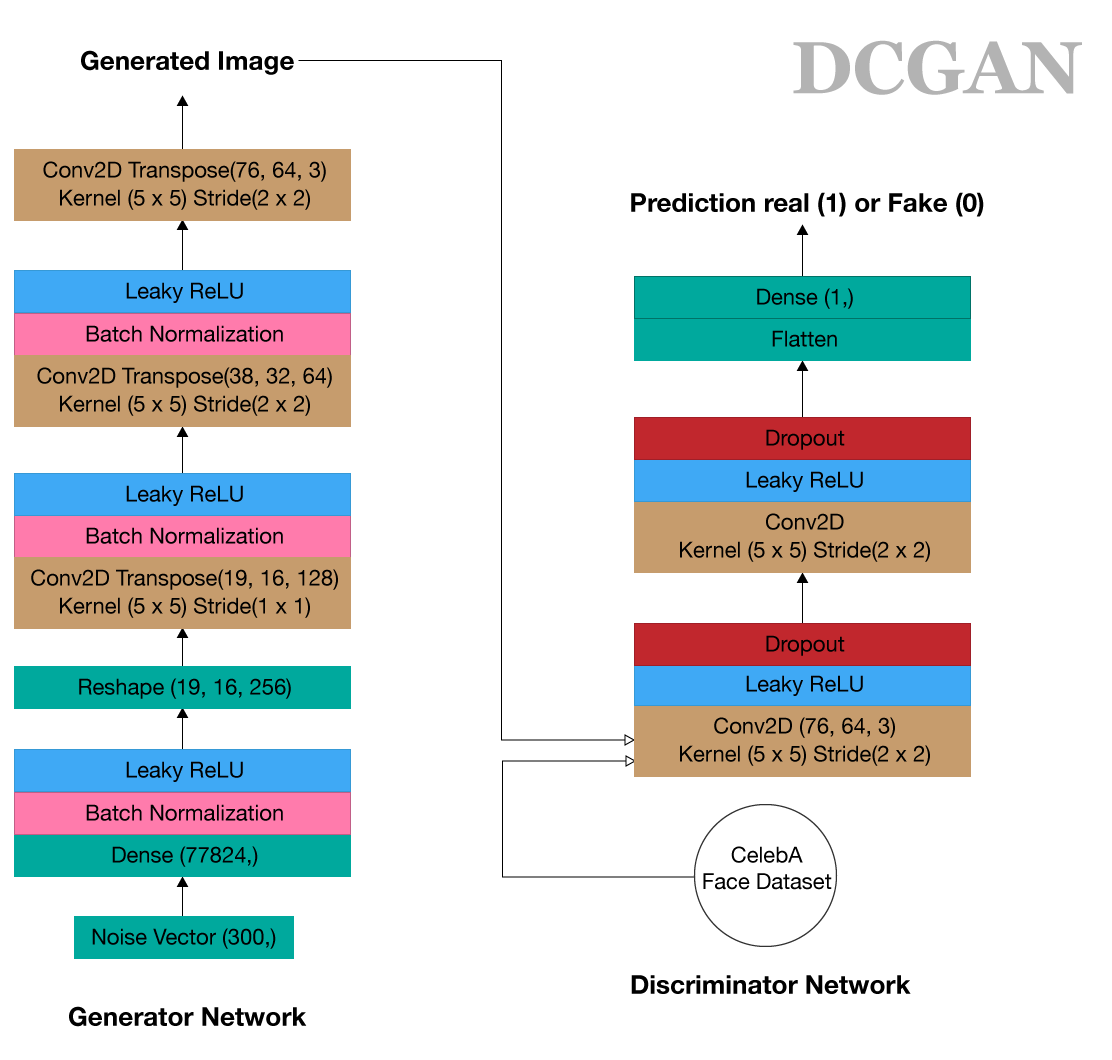 DCGAN
Generated Image
Conv2D Transpose(76, 64, 3)
Kernel (5 x 5) Stride(2 x 2)
Leaky ReLU
Batch Normalization
Conv2D Transpose(38, 32, 64)
Kernel (5 x 5) Stride(2 x 2)
Leaky ReLU
Batch Normalization
Conv2D Transpose(19, 16, 128)
Kernel (5 x 5) Stride(1 x 1)
Reshape (19, 16, 256)
Leaky ReLU
Batch Normalization
Dense (77824,)
Noise Vector (300,)
Generator Network
Prediction real (1) or Fake (0)
Dense (1,)
Flatten
Dropout
Leaky ReLU
Conv2D
Kernel (5 x 5) Stride(2 x 2)
Dropout
Leaky ReLU
Conv2D (76, 64, 3)
Kernel (5 x 5) Stride(2 x 2)
CelebA
Face Dataset
Discriminator Network